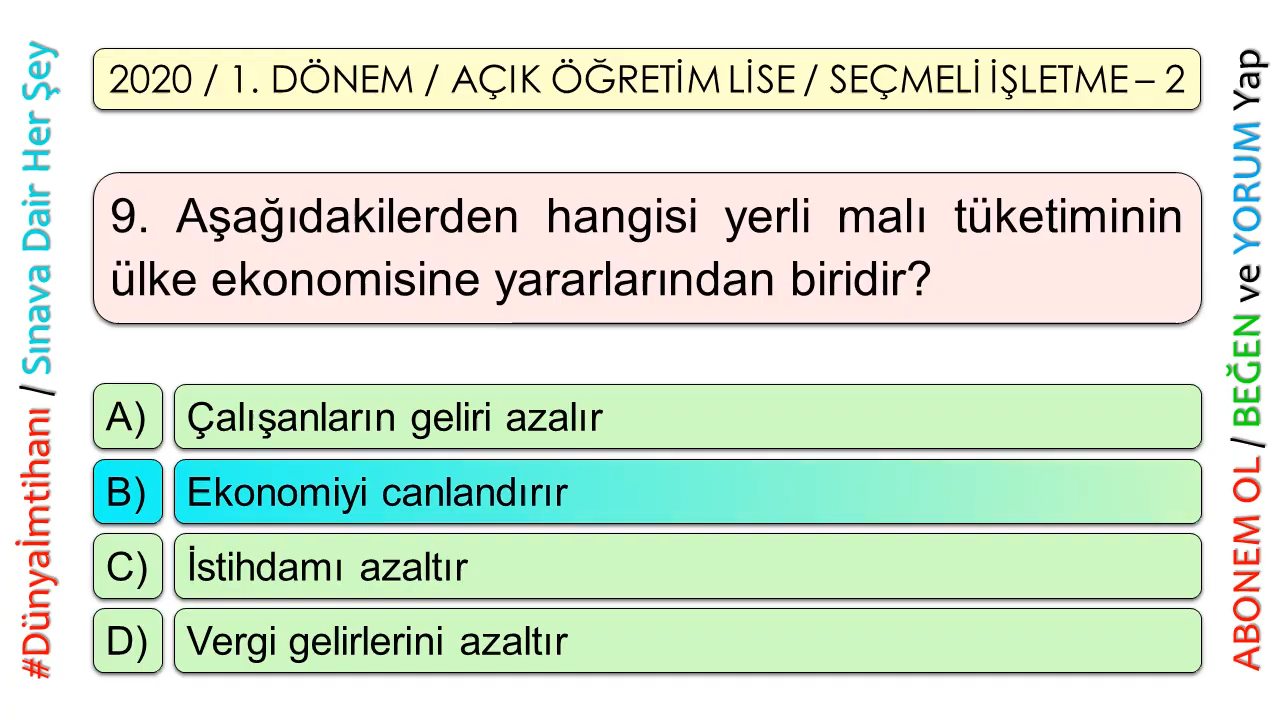 #Dünyaİmtihanı / Sınava Dair Her Şey
2020 / 1. DÖNEM / AÇIK ÖĞRETİM LİSE / SEÇMELİ İŞLETME – 2
9. Aşağıdakilerden hangisi yerli malı tüketiminin
ülke ekonomisine yararlarından biridir?
A) Çalışanların geliri azalır
B) Ekonomiyi canlandırır
C) İstihdamı azaltır
D) Vergi gelirlerini azaltır
ABONEM OL / BEĞEN ve YORUM Yap